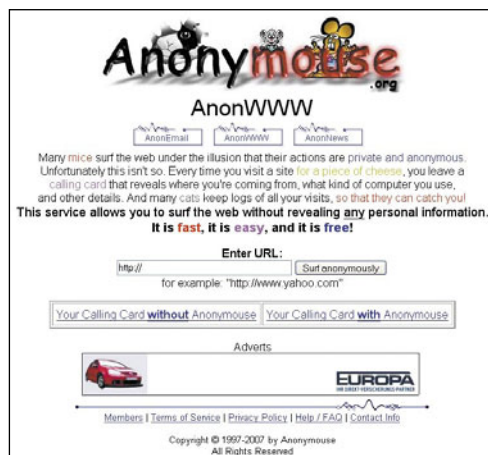 Anonymouse
.org
AnonWWW
AnonEmail AnonWWW AnonNews
Many mice surf the web under the illusion that their actions are private and anonymous.
Unfortunately this isn't so. Every time you visit a site for a piece of cheese, you leave a
calling card that reveals where you're coming from, what kind of computer you use,
and other details. And many cats keep logs of all your visits, so that they can catch you!
This service allows you to surf the web without revealing any personal information.
It is fast, it is easy, and it is free!
Enter URL:
http:// Surf anonymously
for example: "http://www.yahoo.com"
Your Calling Card without Anonymouse Your Calling Card with Anonymouse
Adverts
EUROPA
IHR DIREKT-VERSICHERUNGS-PARTNER
Members | Terms of Service | Privacy Policy | Help / FAQ | Contact Info
Copyright © 1997-2007 by Anonymouse
All Rights Reserved